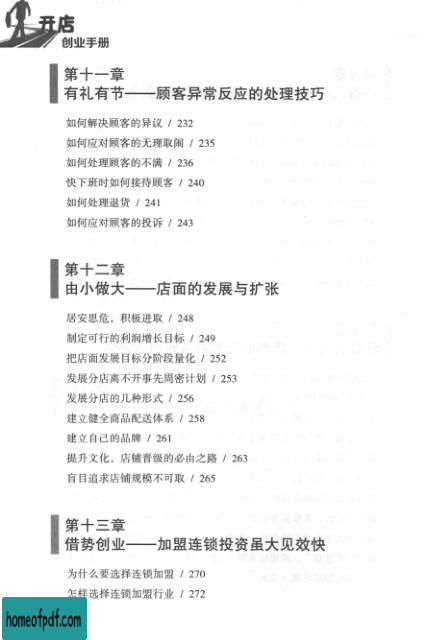 开店
创业手册
第十一章
有礼有节——顾客异常反应的处理技巧
如何解决顾客的异议 / 232
如何应对顾客的无理取闹 / 235
如何处理顾客的不满 / 236
快下班时如何接待顾客 / 240
如何处理退货 / 241
如何应对顾客的投诉 / 243
第十二章
由小做大——店面的发展与扩张
居安思危，积极进取 / 248
制定可行的利润增长目标 / 249
把店面发展目标分阶段量化 / 252
发展分店离不开事先周密计划 / 253
发展分店的几种形式 / 256
建立健全商品配送体系 / 258
建立自己的品牌 / 261
提升文化，店铺晋级的必由之路 / 263
盲目追求店铺规模不可取 / 265
第十三章
借势创业——加盟连锁投资虽大见效快
为什么要选择连锁加盟 / 270
怎样选择连锁加盟行业 / 272
homeofpdf.com